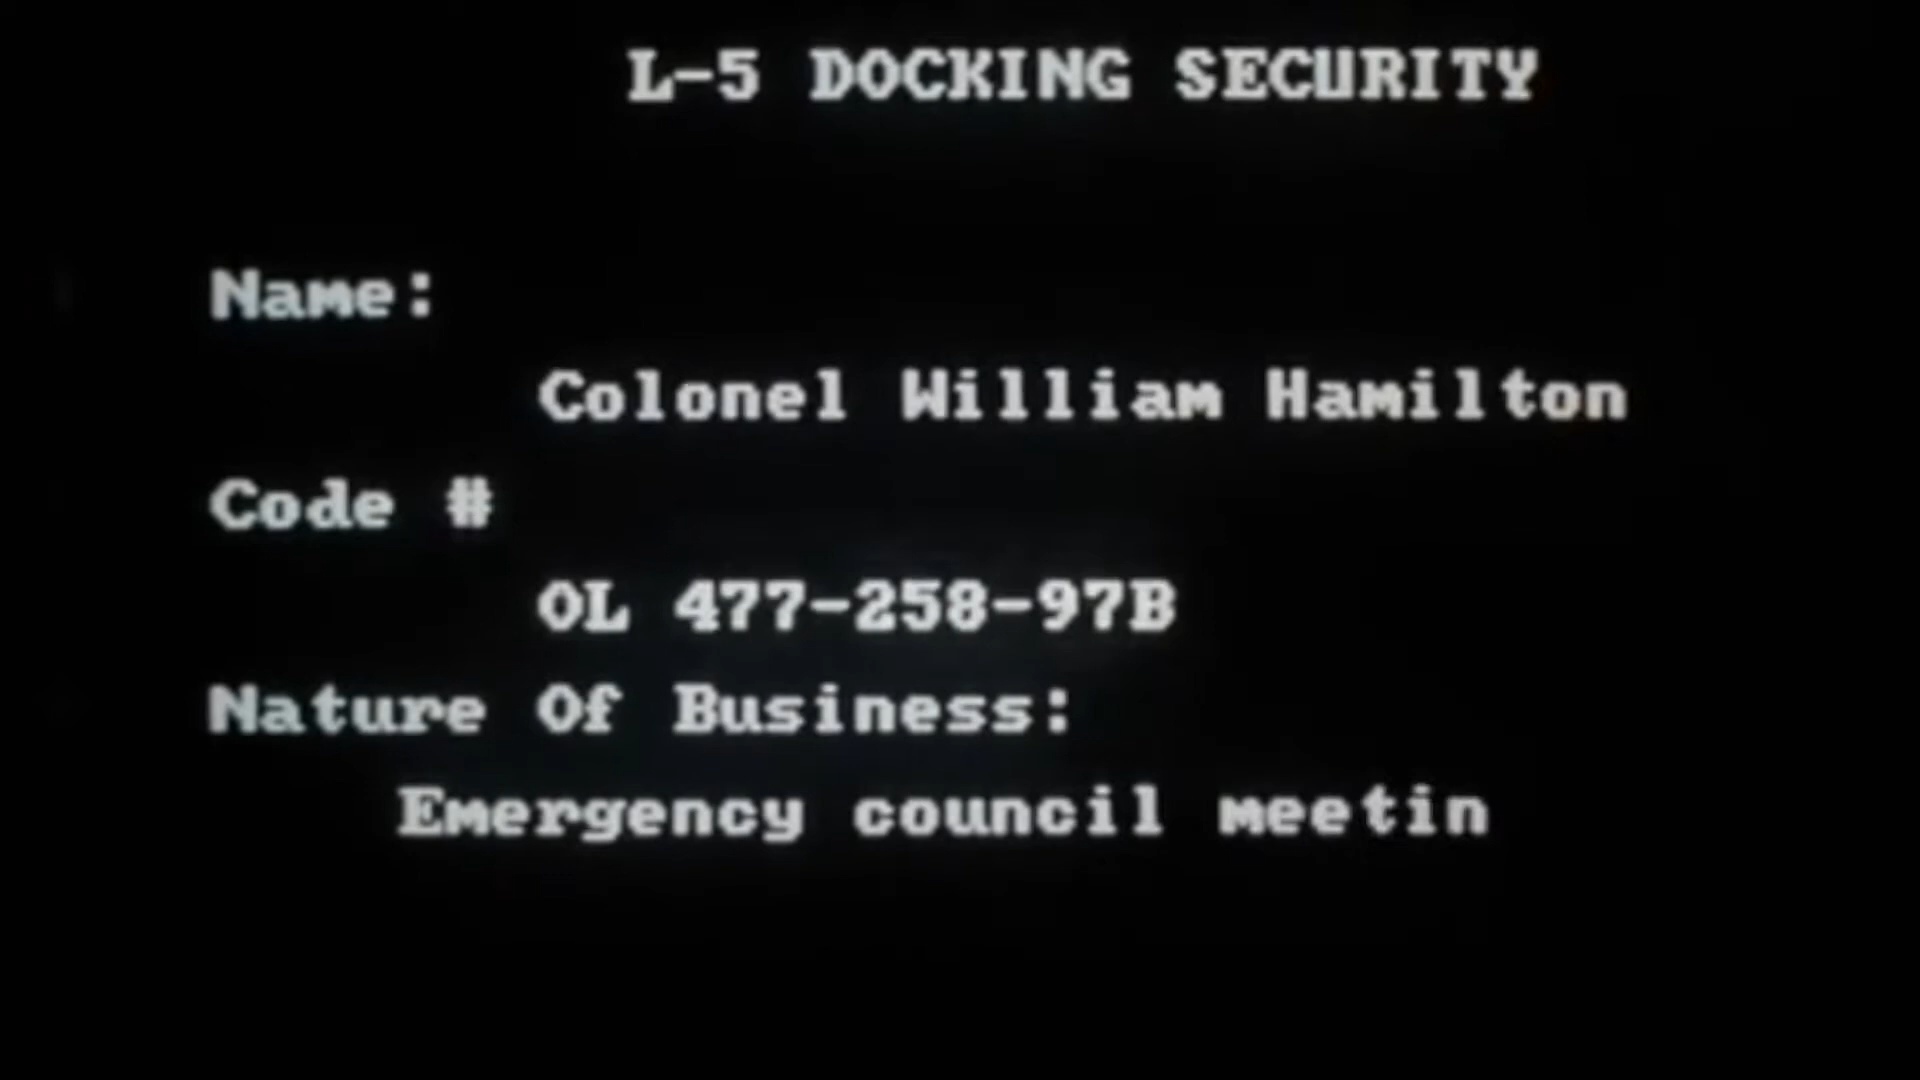 L-5 DOCKING SECURITY
Name:
Colonel William Hamilton
Code #
OL 477-258-97B
Nature Of Business:
Emergency council meetin